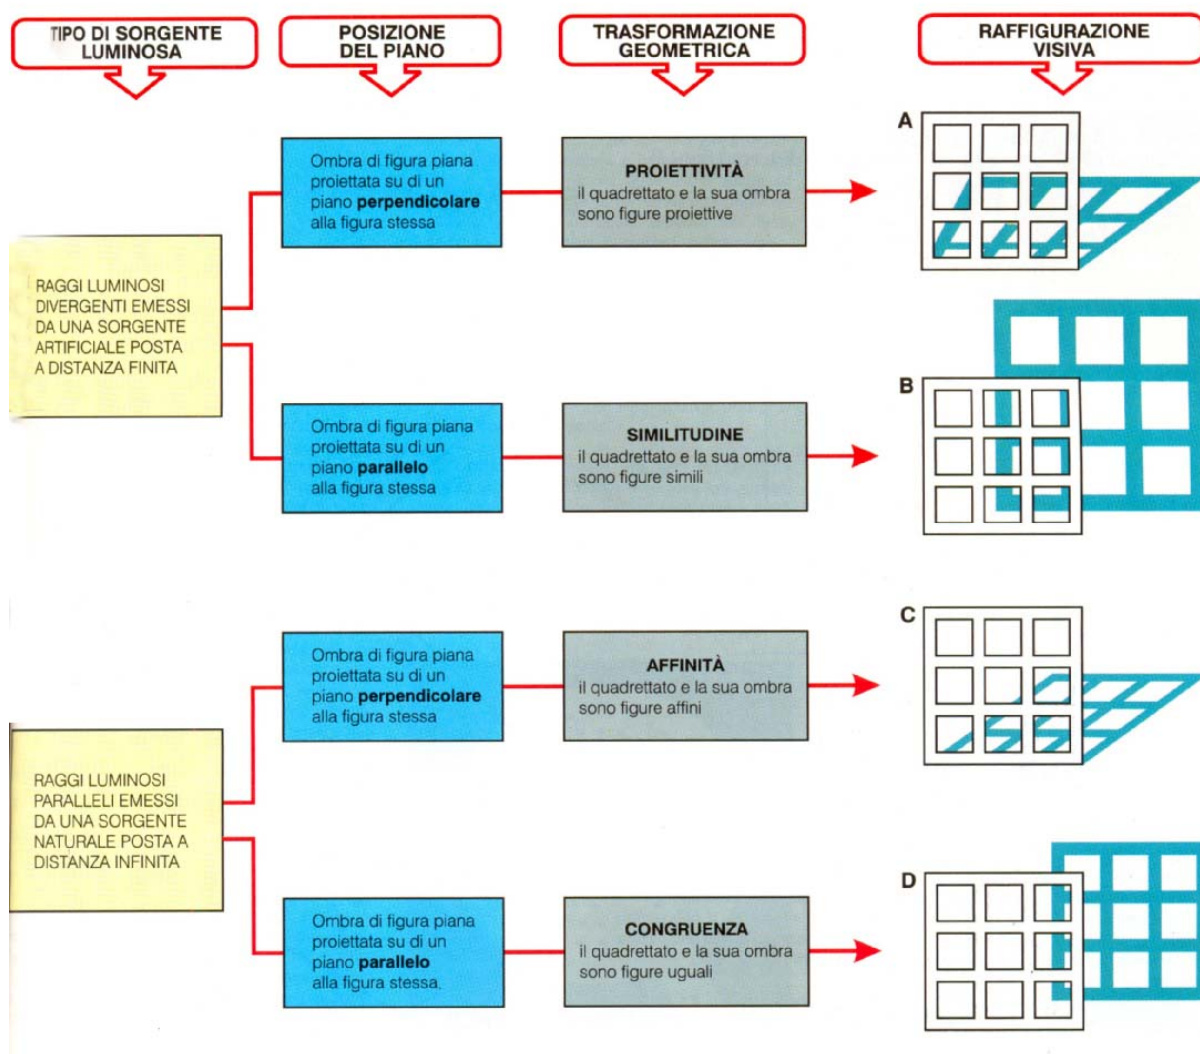 TIPO DI SORGENTE
LUMINOSA
POSIZIONE
DEL PIANO
TRASFORMAZIONE
GEOMETRICA
RAFFIGURAZIONE
VISIVA
RAGGI LUMINOSI
DIVERGENTI EMESSI
DA UNA SORGENTE
ARTIFICIALE POSTA
A DISTANZA FINITA
Ombra di figura piana
proiettata su di un
piano perpendicolare
alla figura stessa
PROIETTIVITÀ
il quadrettato e la sua ombra
sono figure proiettive
A
Ombra di figura piana
proiettata su di un
piano parallelo
alla figura stessa
SIMILITUDINE
il quadrettato e la sua ombra
sono figure simili
B
RAGGI LUMINOSI
PARALLELI EMESSI
DA UNA SORGENTE
NATURALE POSTA A
DISTANZA INFINITA
Ombra di figura piana
proiettata su di un
piano perpendicolare
alla figura stessa
AFFINITÀ
il quadrettato e la sua ombra
sono figure affini
C
Ombra di figura piana
proiettata su di un
piano parallelo
alla figura stessa.
CONGRUENZA
il quadrettato e la sua ombra
sono figure uguali
D